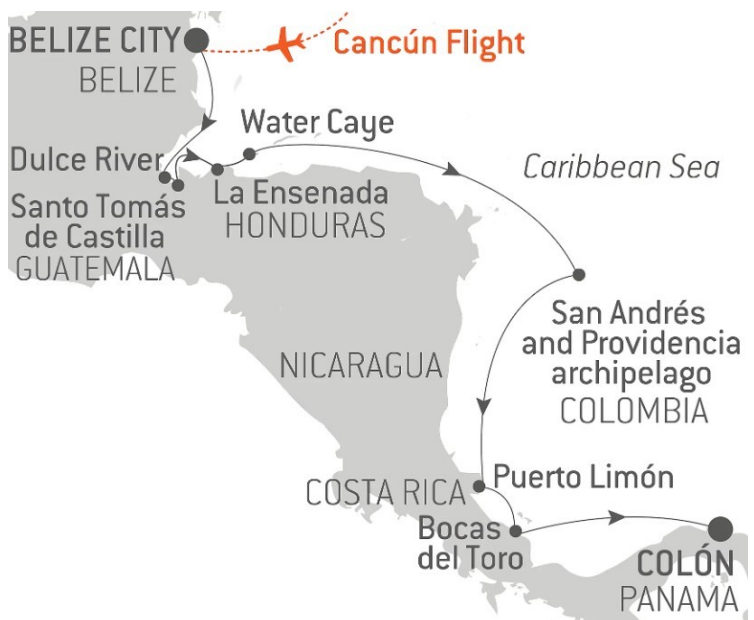 BELIZE CITY
BELIZE
Cancún Flight
Water Caye
Dulce River
Santo Tomás
de Castilla
GUATEMALA
La Ensenada
HONDURAS
Caribbean Sea
San Andrés
and Providencia
archipelago
COLOMBIA
NICARAGUA
COSTA RICA
Puerto Limón
Bocas
del Toro
COLÓN
PANAMA